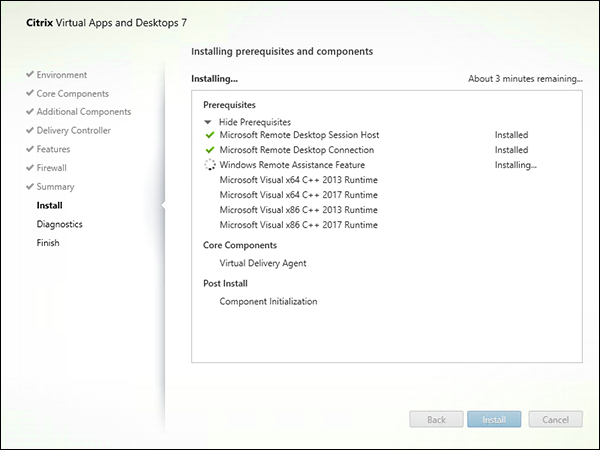 Citrix Virtual Apps and Desktops 7
Installing prerequisites and components
Environment
Core Components
Additional Components
Delivery Controller
Features
Firewall
Summary
Install
Diagnostics
Finish
Installing... About 3 minutes remaining...
Prerequisites
Hide Prerequisites
Microsoft Remote Desktop Session Host Installed
Microsoft Remote Desktop Connection Installed
Windows Remote Assistance Feature Installing...
Microsoft Visual x64 C++ 2013 Runtime
Microsoft Visual x64 C++ 2017 Runtime
Microsoft Visual x86 C++ 2013 Runtime
Microsoft Visual x86 C++ 2017 Runtime
Core Components
Virtual Delivery Agent
Post Install
Component Initialization
Back Install Cancel